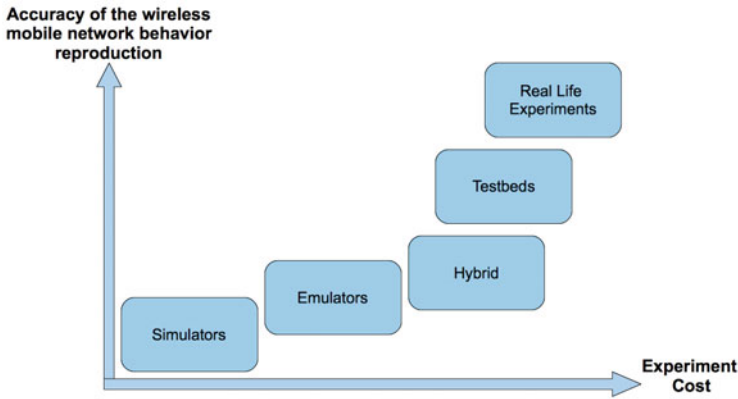 Accuracy of the wireless
mobile network behavior
reproduction
Real Life
Experiments
Testbeds
Hybrid
Emulators
Simulators
Experiment
Cost